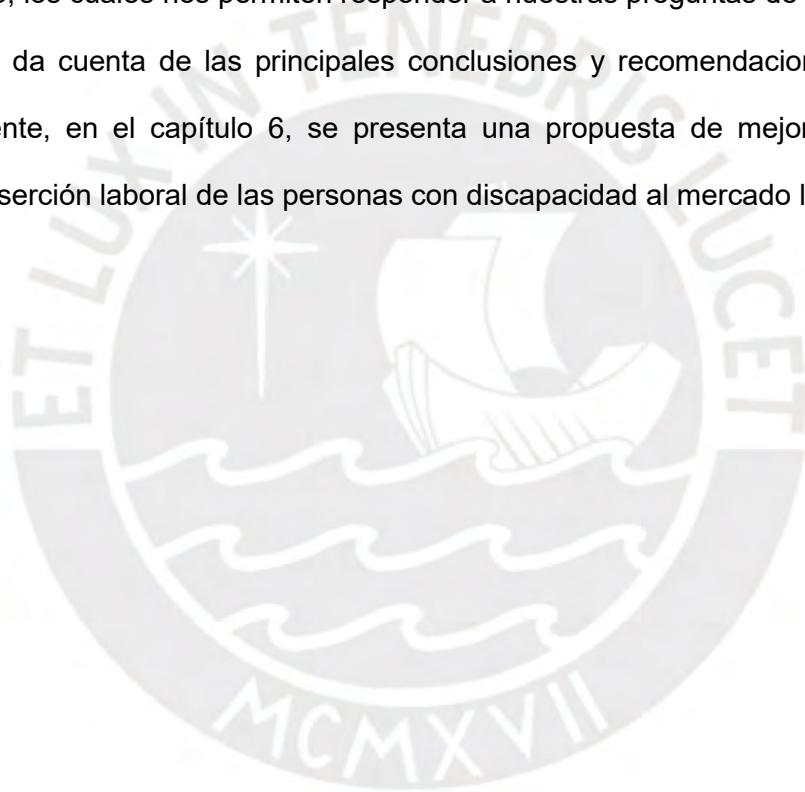 , los cuales nos permiten responder a nuestras preguntas de
da cuenta de las principales conclusiones y
ente, en el capítulo 6, se presenta una propuesta de
serción laboral de las personas con discapacidad al mercado
ET LUX IN TENEBRIS LUCET
MCMXVII